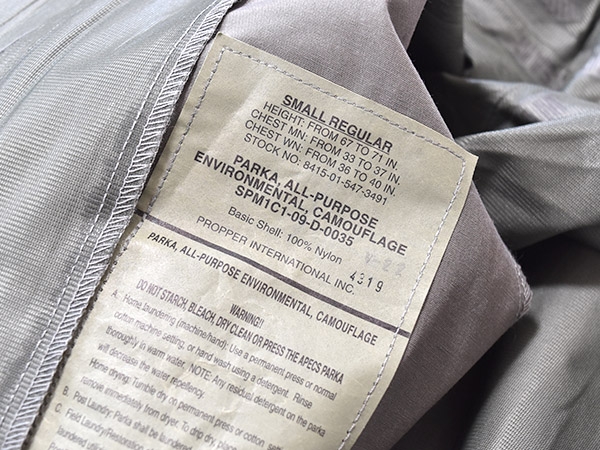 SMALL REGULAR
HEIGHT: FROM 67 TO 71 IN.
CHEST MN: FROM 33 TO 37 IN.
CHEST WN: FROM 36 TO 40 IN.
STOCK NO.: 8415-01-547-3491
PARKA, ALL-PURPOSE
ENVIRONMENTAL, CAMOUFLAGE
SPM1C1-09-D-0035
Basic Shell: 100% Nylon
PROPPER INTERNATIONAL INC.
4319
PARKA, ALL-PURPOSE ENVIRONMENTAL, CAMOUFLAGE
WARNING!!
DO NOT STARCH, BLEACH, DRY CLEAN OR PRESS THE APECS PARKA
A. Home laundering (machine/hand): Use a permanent press or normal
cotton machine setting, or hand wash using a detergent. Rinse
thoroughly in warm water. NOTE: Any residual detergent on the parka
will decrease the water repellency.
Home drying: Tumble dry on permanent press or cotton
remove immediately from dryer. To drip dry, place
B. Post Laundry: Parka shall be
C. Field Laundry/Restoration
laundered